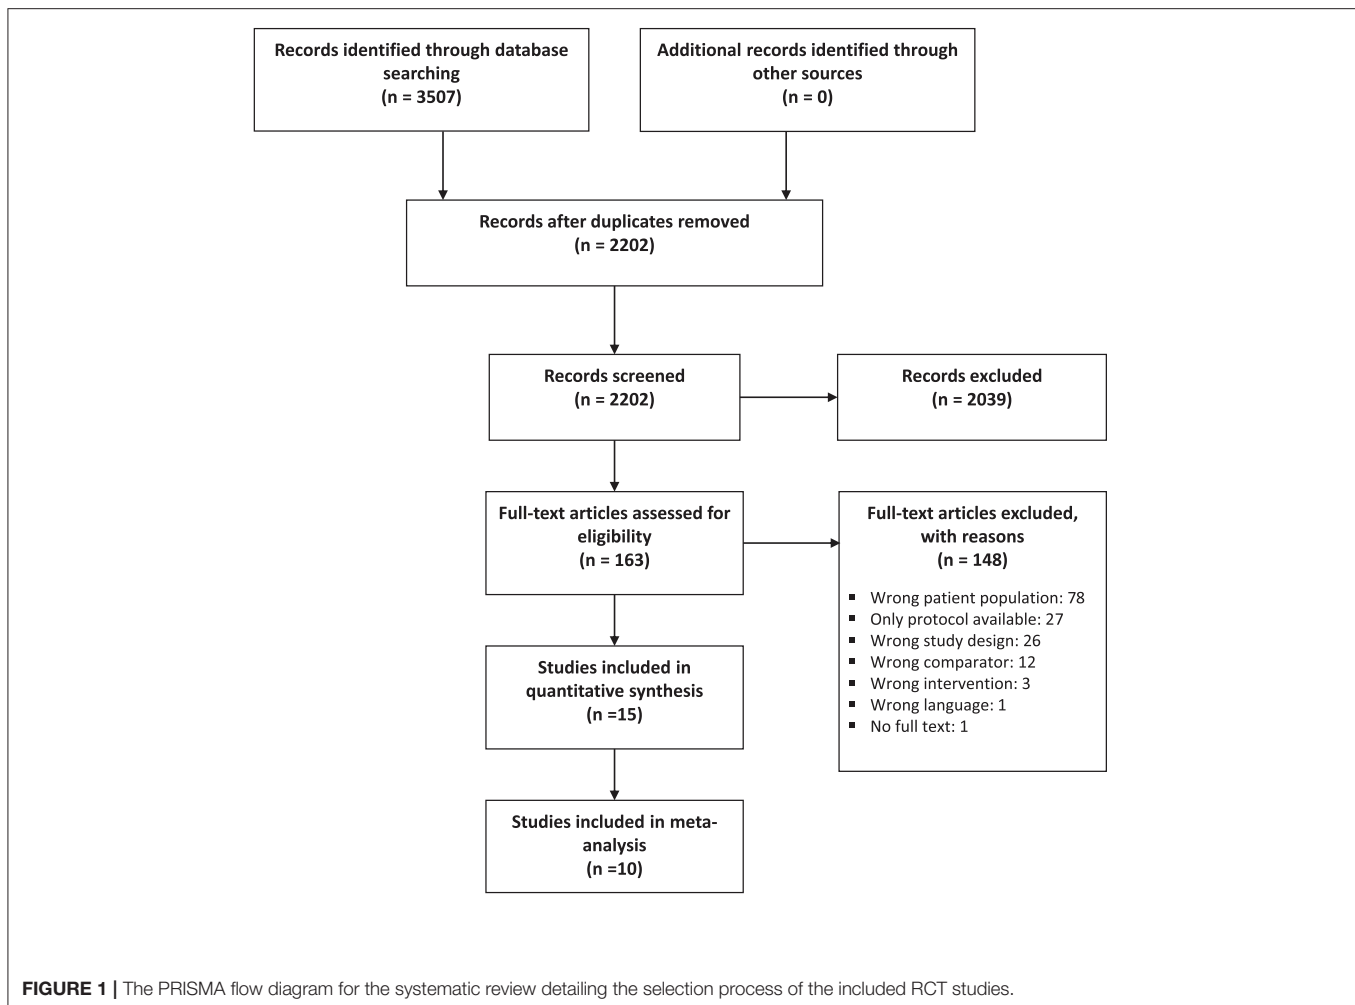 Records identified through database
searching
(n = 3507)
Additional records identified through
other sources
(n = 0)
Records after duplicates removed
(n = 2202)
Records screened
(n = 2202)
Records excluded
(n = 2039)
Full-text articles assessed for
eligibility
(n = 163)
Full-text articles excluded,
with reasons
(n = 148)
▪ Wrong patient population: 78
▪ Only protocol available: 27
▪ Wrong study design: 26
▪ Wrong comparator: 12
▪ Wrong intervention: 3
▪ Wrong language: 1
▪ No full text: 1
Studies included in
quantitative synthesis
(n =15)
Studies included in meta-
analysis
(n =10)
FIGURE 1 | The PRISMA flow diagram for the systematic review detailing the selection process of the included RCT studies.